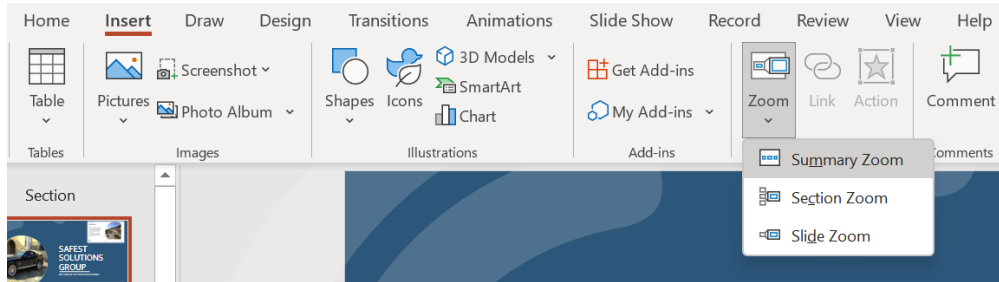 Home Insert Draw Design Transitions Animations Slide Show Record Review View Help
Table
Tables
Pictures
Screenshot
Photo Album
Images
Shapes
Icons
3D Models
SmartArt
Chart
Illustrations
Get Add-ins
My Add-ins
Add-ins
Zoom
Link
Action
Comment
omments
Summary Zoom
Section Zoom
Slide Zoom
Section
SAFEST
SOLUTIONS
GROUP